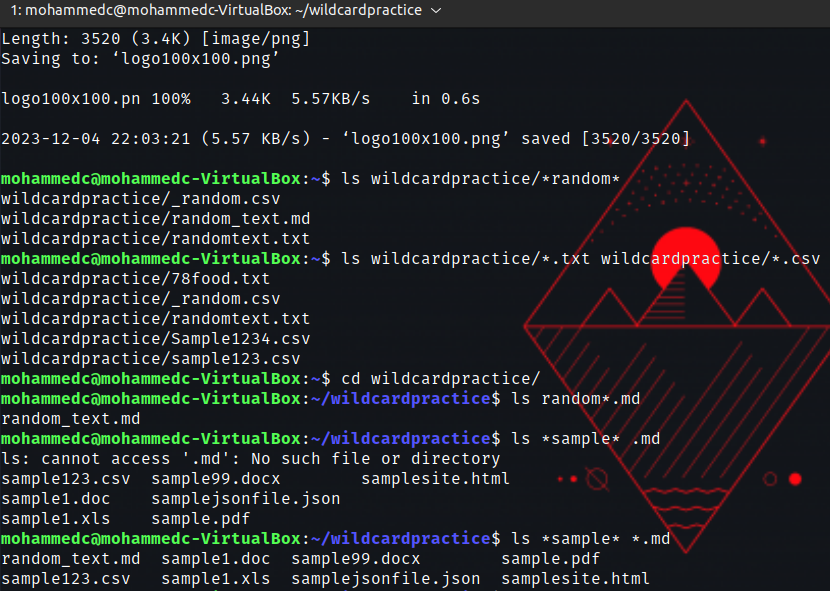 1: mohammedc@mohammedc-VirtualBox: ~/wildcardpractice
Length: 3520 (3.4K) [image/png]
Saving to: ‘logo100x100.png’
logo100x100.pn 100%   3.44K  5.57KB/s    in 0.6s
2023-12-04 22:03:21 (5.57 KB/s) - ‘logo100x100.png’ saved [3520/3520]
mohammedc@mohammedc-VirtualBox:~$ ls wildcardpractice/*random*
wildcardpractice/_random.csv
wildcardpractice/random_text.md
wildcardpractice/randomtext.txt
mohammedc@mohammedc-VirtualBox:~$ ls wildcardpractice/*.txt wildcardpractice/*.csv
wildcardpractice/78food.txt
wildcardpractice/_random.csv
wildcardpractice/randomtext.txt
wildcardpractice/Sample1234.csv
wildcardpractice/sample123.csv
mohammedc@mohammedc-VirtualBox:~$ cd wildcardpractice/
mohammedc@mohammedc-VirtualBox:~/wildcardpractice$ ls random*.md
random_text.md
mohammedc@mohammedc-VirtualBox:~/wildcardpractice$ ls *sample* .md
ls: cannot access '.md': No such file or directory
sample123.csv  sample99.docx        samplesite.html
sample1.doc    samplejsonfile.json
sample1.xls    sample.pdf
mohammedc@mohammedc-VirtualBox:~/wildcardpractice$ ls *sample* *.md
random_text.md  sample1.doc  sample99.docx        sample.pdf
sample123.csv   sample1.xls  samplejsonfile.json  samplesite.html